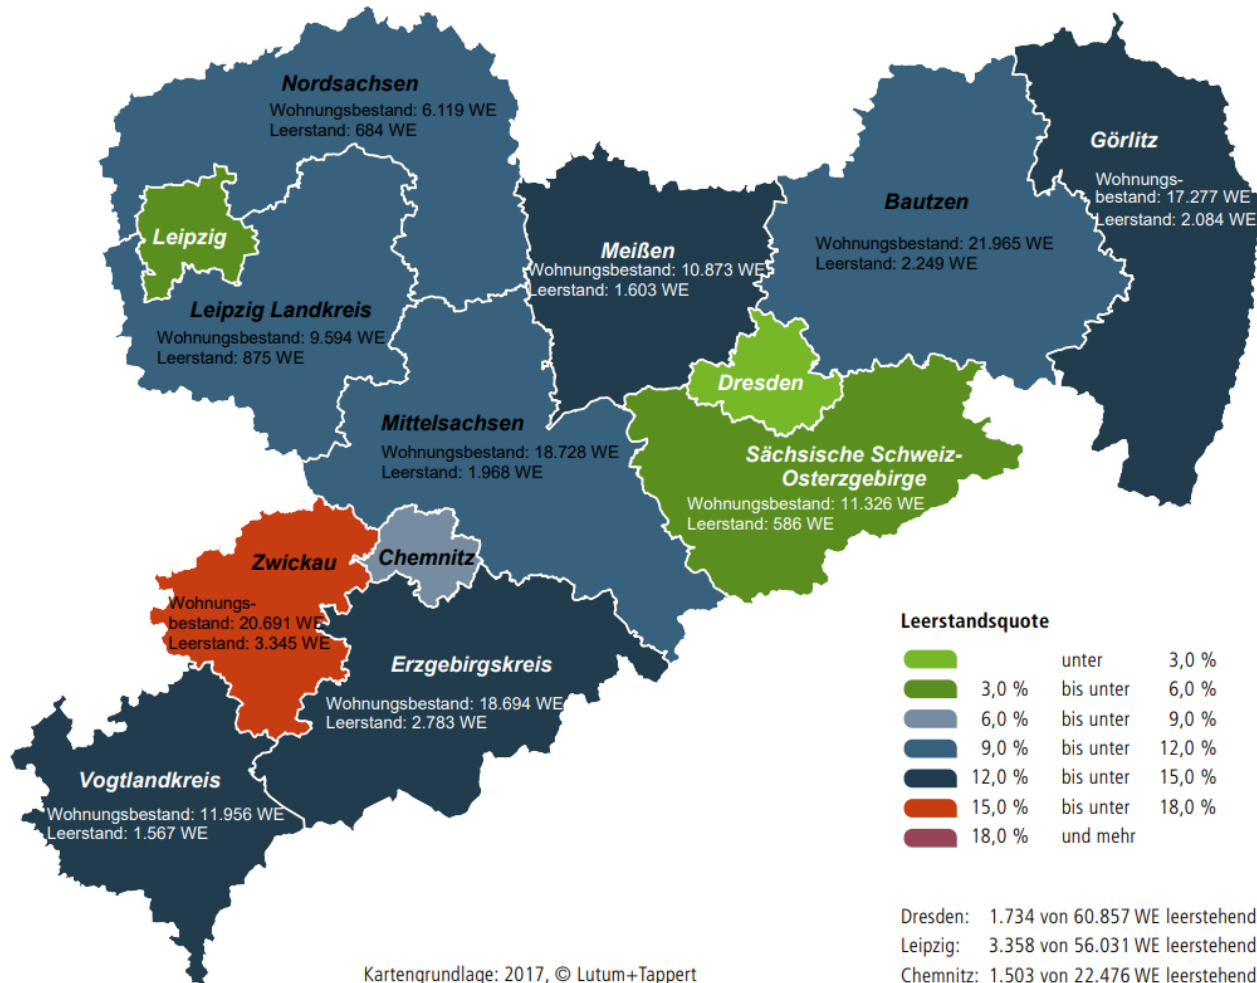 Nordsachsen
Wohnungsbestand: 6.119 WE
Leerstand: 684 WE
Görlitz
Wohnungs-
bestand: 17.277 WE
Leerstand: 2.084 WE
Bautzen
Wohnungsbestand: 21.965 WE
Leerstand: 2.249 WE
Leipzig
Meißen
Wohnungsbestand: 10.873 WE
Leerstand: 1.603 WE
Leipzig Landkreis
Wohnungsbestand: 9.594 WE
Leerstand: 875 WE
Dresden
Mittelsachsen
Wohnungsbestand: 18.728 WE
Leerstand: 1.968 WE
Sächsische Schweiz-
Osterzgebirge
Wohnungsbestand: 11.326 WE
Leerstand: 586 WE
Zwickau
Wohnungs-
bestand: 20.691 WE
Leerstand: 3.345 WE
Chemnitz
Erzgebirgskreis
Wohnungsbestand: 18.694 WE
Leerstand: 2.783 WE
Vogtlandkreis
Wohnungsbestand: 11.956 WE
Leerstand: 1.567 WE
Leerstandsquote
unter 3,0 %
3,0 % bis unter 6,0 %
6,0 % bis unter 9,0 %
9,0 % bis unter 12,0 %
12,0 % bis unter 15,0 %
15,0 % bis unter 18,0 %
18,0 % und mehr
Dresden: 1.734 von 60.857 WE leerstehend
Leipzig: 3.358 von 56.031 WE leerstehend
Chemnitz: 1.503 von 22.476 WE leerstehend
Kartengrundlage: 2017, © Lutum+Tappert